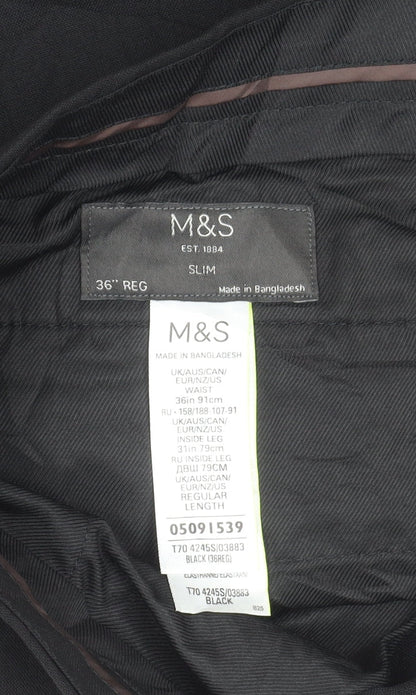 M&S
EST. 1884
SLIM
36" REG Made in Bangladesh
M&S
MADE IN BANGLADESH
UK/AUS/CAN/
EUR/NZ/US
WAIST
36in 91cm
RU - 158/188-107-91
UK/AUS/CAN/
EUR/NZ/US
INSIDE LEG
31in 79cm
RU INSIDE LEG
ДВШ 79CM
UK/AUS/CAN/
EUR/NZ/US
REGULAR
LENGTH
05091539
T70 4245S/03883
BLACK (36REG)
T70 4245S/03883
BLACK